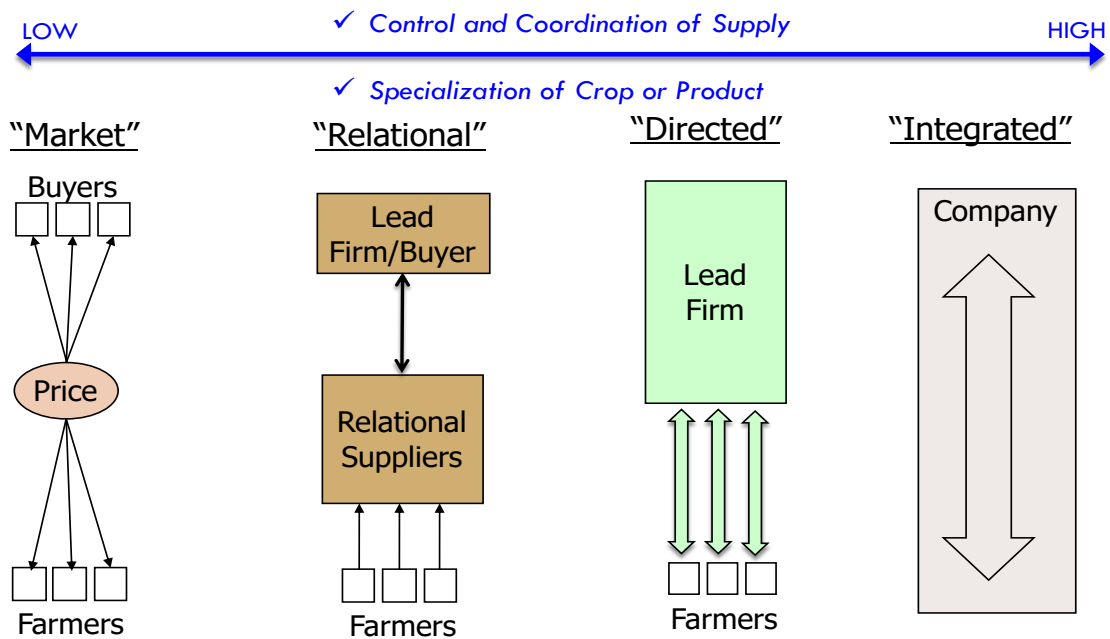 ✓ Control and Coordination of Supply
LOW
HIGH
✓ Specialization of Crop or Product
“Market”
“Relational”
“Directed”
“Integrated”
Buyers
Price
Farmers
Lead
Firm/Buyer
Relational
Suppliers
Farmers
Lead
Firm
Farmers
Company